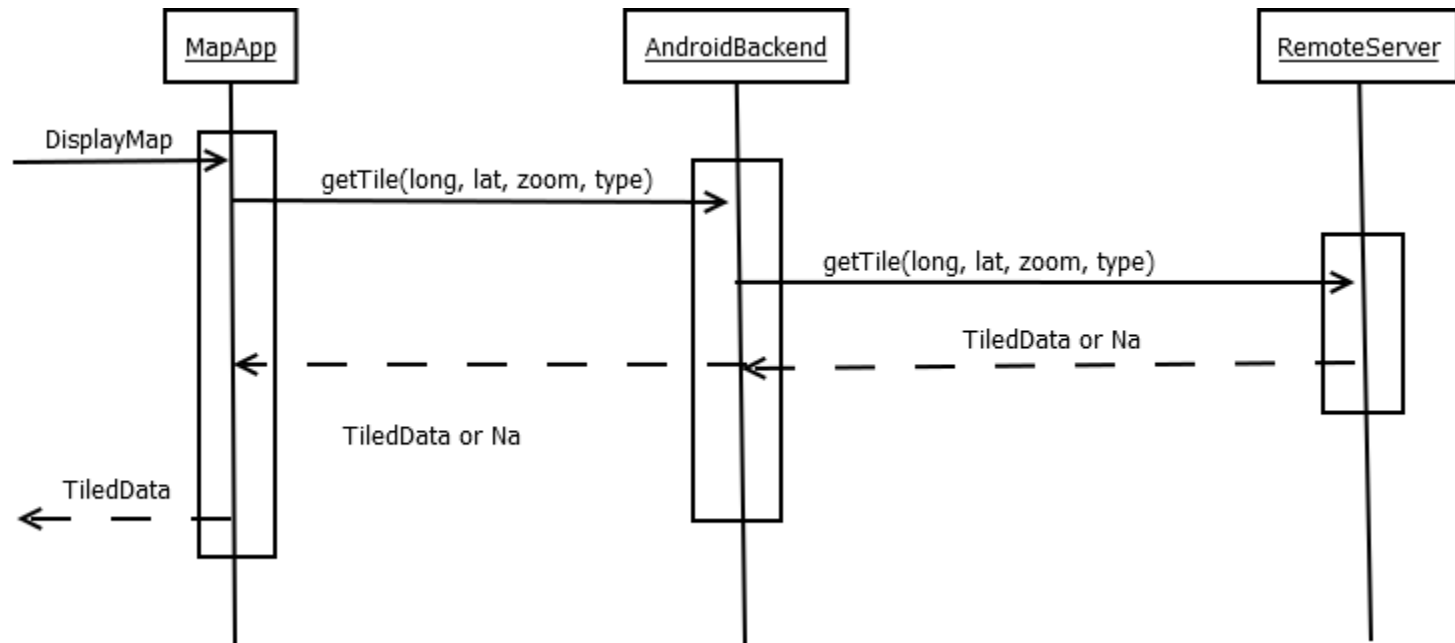 MapApp
AndroidBackend
RemoteServer
DisplayMap
getTile(long, lat, zoom, type)
getTile(long, lat, zoom, type)
TiledData or Na
TiledData or Na
TiledData